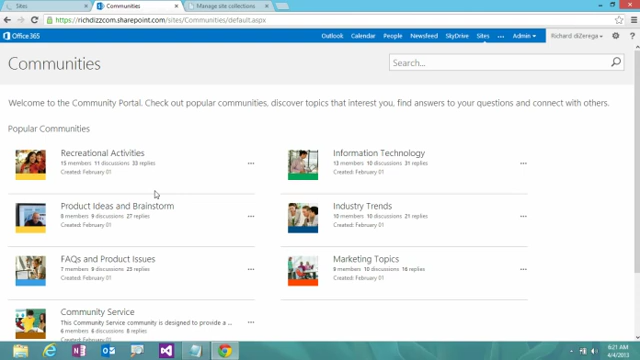 Sites
Communities
Manage site collections
https://richdizzcom.sharepoint.com/sites/Communities/default.aspx
Office 365
Outlook Calendar People Newsfeed SkyDrive Sites ... Admin Richard diZerega ?
Communities
Search...
Welcome to the Community Portal. Check out popular communities, discover topics that interest you, find answers to your questions and connect with others.
Popular Communities
Recreational Activities
15 members 11 discussions 33 replies
Created: February 01
...
Information Technology
13 members 10 discussions 31 replies
Created: February 01
...
Product Ideas and Brainstorm
8 members 9 discussions 27 replies
Created: February 01
...
Industry Trends
10 members 10 discussions 21 replies
Created: February 01
...
FAQs and Product Issues
7 members 8 discussions 23 replies
Created: February 01
...
Marketing Topics
8 members 10 discussions 16 replies
Created: February 01
...
Community Service
6 members 6 discussions 8 replies
This Community Service community is designed to provide a ...
Created: February 01
...
6:21 AM
4/4/2013